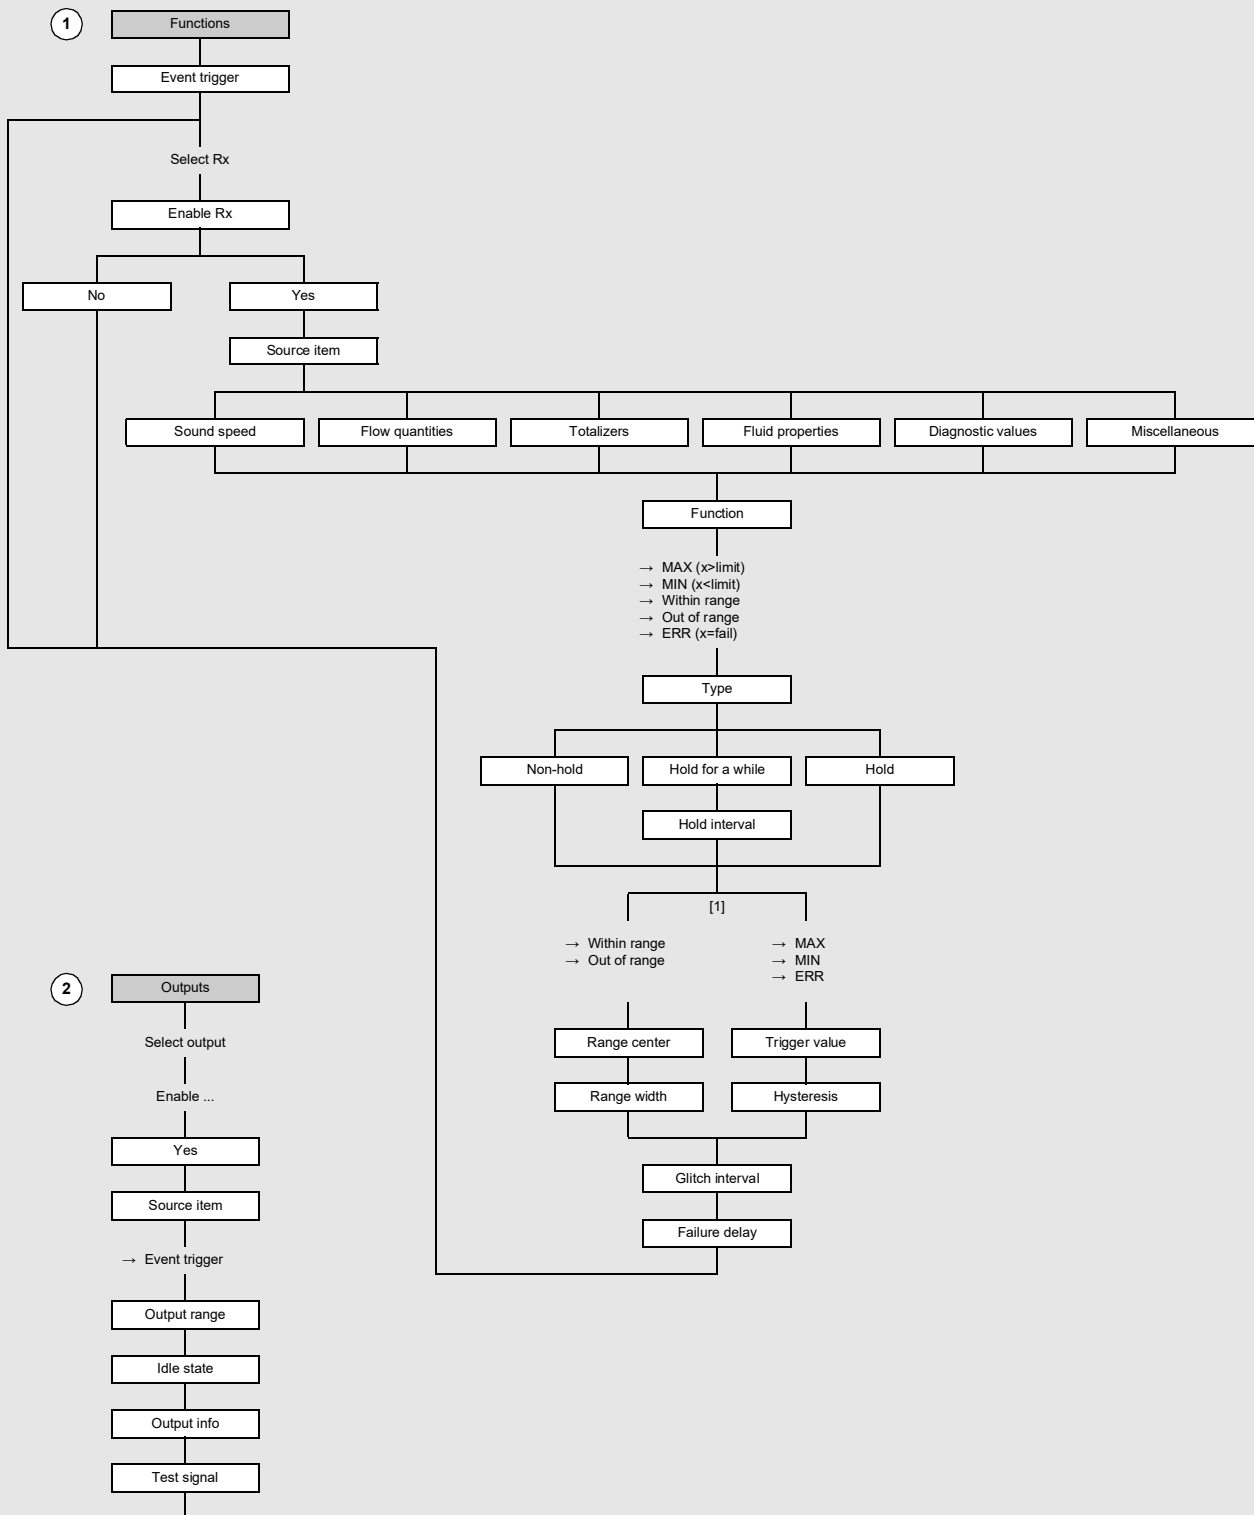 1
Functions
Event trigger
Select Rx
Enable Rx
No
Yes
Source item
Sound speed
Flow quantities
Totalizers
Fluid properties
Diagnostic values
Miscellaneous
Function
→ MAX (x>limit)
→ MIN (x<limit)
→ Within range
→ Out of range
→ ERR (x=fail)
Type
Non-hold
Hold for a while
Hold
Hold interval
[1]
→ Within range
→ Out of range
→ MAX
→ MIN
→ ERR
Range center
Trigger value
Range width
Hysteresis
Glitch interval
Failure delay
2
Outputs
Select output
Enable ...
Yes
Source item
→ Event trigger
Output range
Idle state
Output info
Test signal